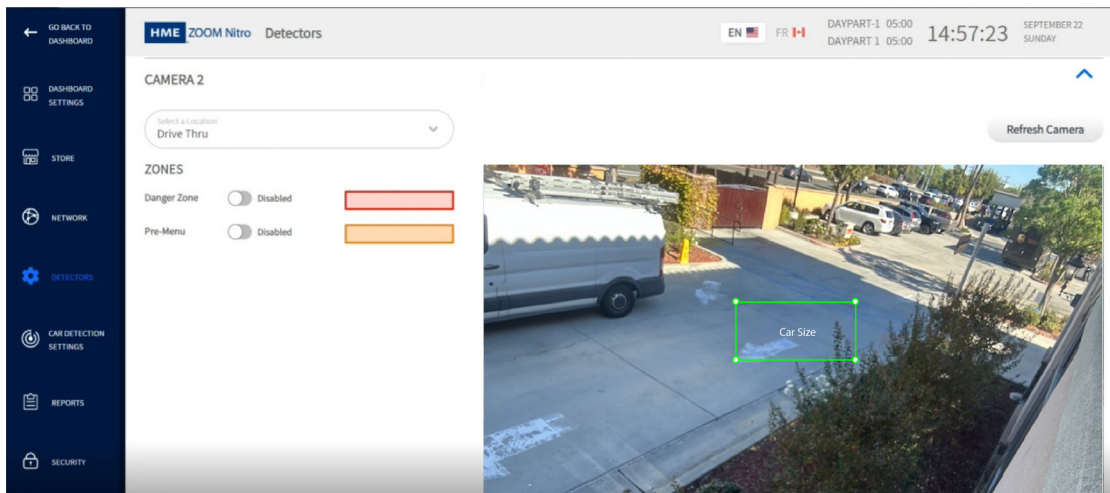 GO BACK TO
DASHBOARD
HME ZOOM Nitro Detectors
EN FR
DAYPART-1 05:00
DAYPART 1 05:00
14:57:23
SEPTEMBER 22
SUNDAY
DASHBOARD
SETTINGS
STORE
NETWORK
DETECTORS
CAR DETECTION
SETTINGS
REPORTS
SECURITY
CAMERA 2
Select a Location
Drive Thru
Refresh Camera
ZONES
Danger Zone Disabled
Pre-Menu Disabled
Car Size